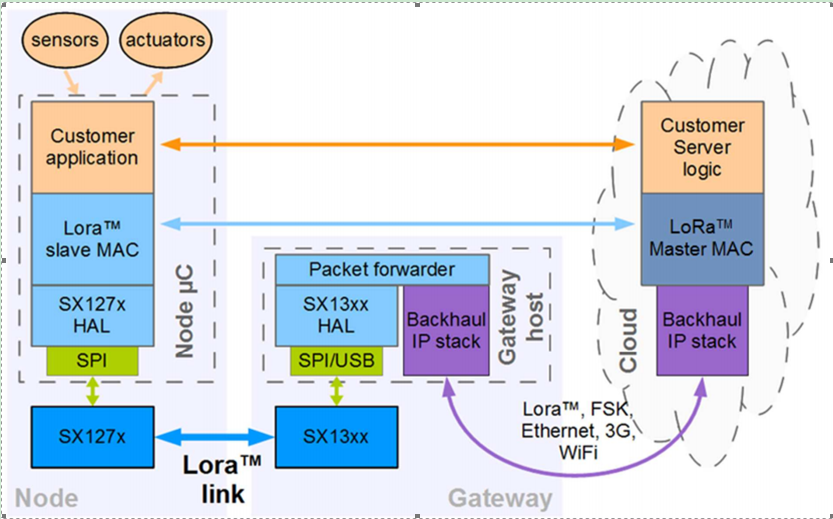 sensors
actuators
Customer
application
Lora™
slave MAC
SX127x
HAL
SPI
Node µC
SX127x
Node
Lora™
link
Packet forwarder
SX13xx
HAL
Backhaul
IP stack
SPI/USB
Gateway
host
SX13xx
Gateway
Customer
Server
logic
LoRa™
Master MAC
Backhaul
IP stack
Cloud
Lora™, FSK,
Ethernet, 3G,
WiFi